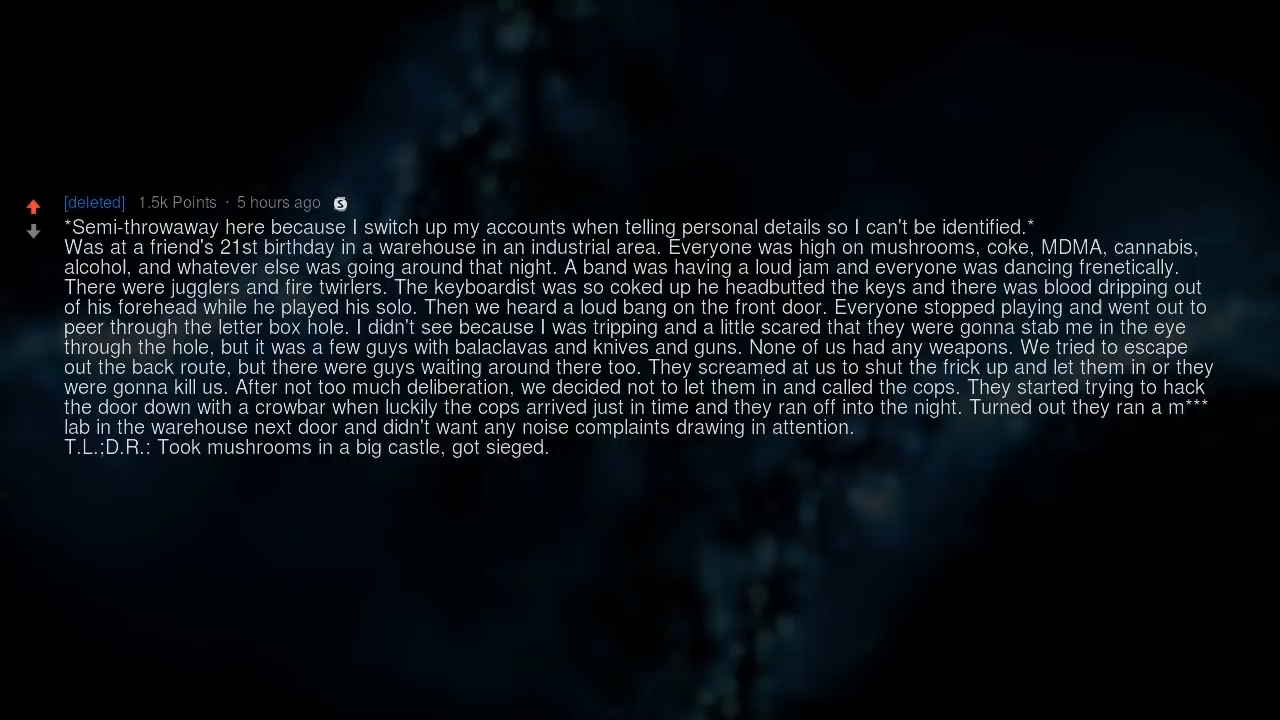 [deleted] 1.5k Points · 5 hours ago S
*Semi-throwaway here because I switch up my accounts when telling personal details so I can't be identified.*
Was at a friend's 21st birthday in a warehouse in an industrial area. Everyone was high on mushrooms, coke, MDMA, cannabis,
alcohol, and whatever else was going around that night. A band was having a loud jam and everyone was dancing frenetically.
There were jugglers and fire twirlers. The keyboardist was so coked up he headbutted the keys and there was blood dripping out
of his forehead while he played his solo. Then we heard a loud bang on the front door. Everyone stopped playing and went out to
peer through the letter box hole. I didn't see because I was tripping and a little scared that they were gonna stab me in the eye
through the hole, but it was a few guys with balaclavas and knives and guns. None of us had any weapons. We tried to escape
out the back route, but there were guys waiting around there too. They screamed at us to shut the frick up and let them in or they
were gonna kill us. After not too much deliberation, we decided not to let them in and called the cops. They started trying to hack
the door down with a crowbar when luckily the cops arrived just in time and they ran off into the night. Turned out they ran a m***
lab in the warehouse next door and didn't want any noise complaints drawing in attention.
T.L.;D.R.: Took mushrooms in a big castle, got sieged.